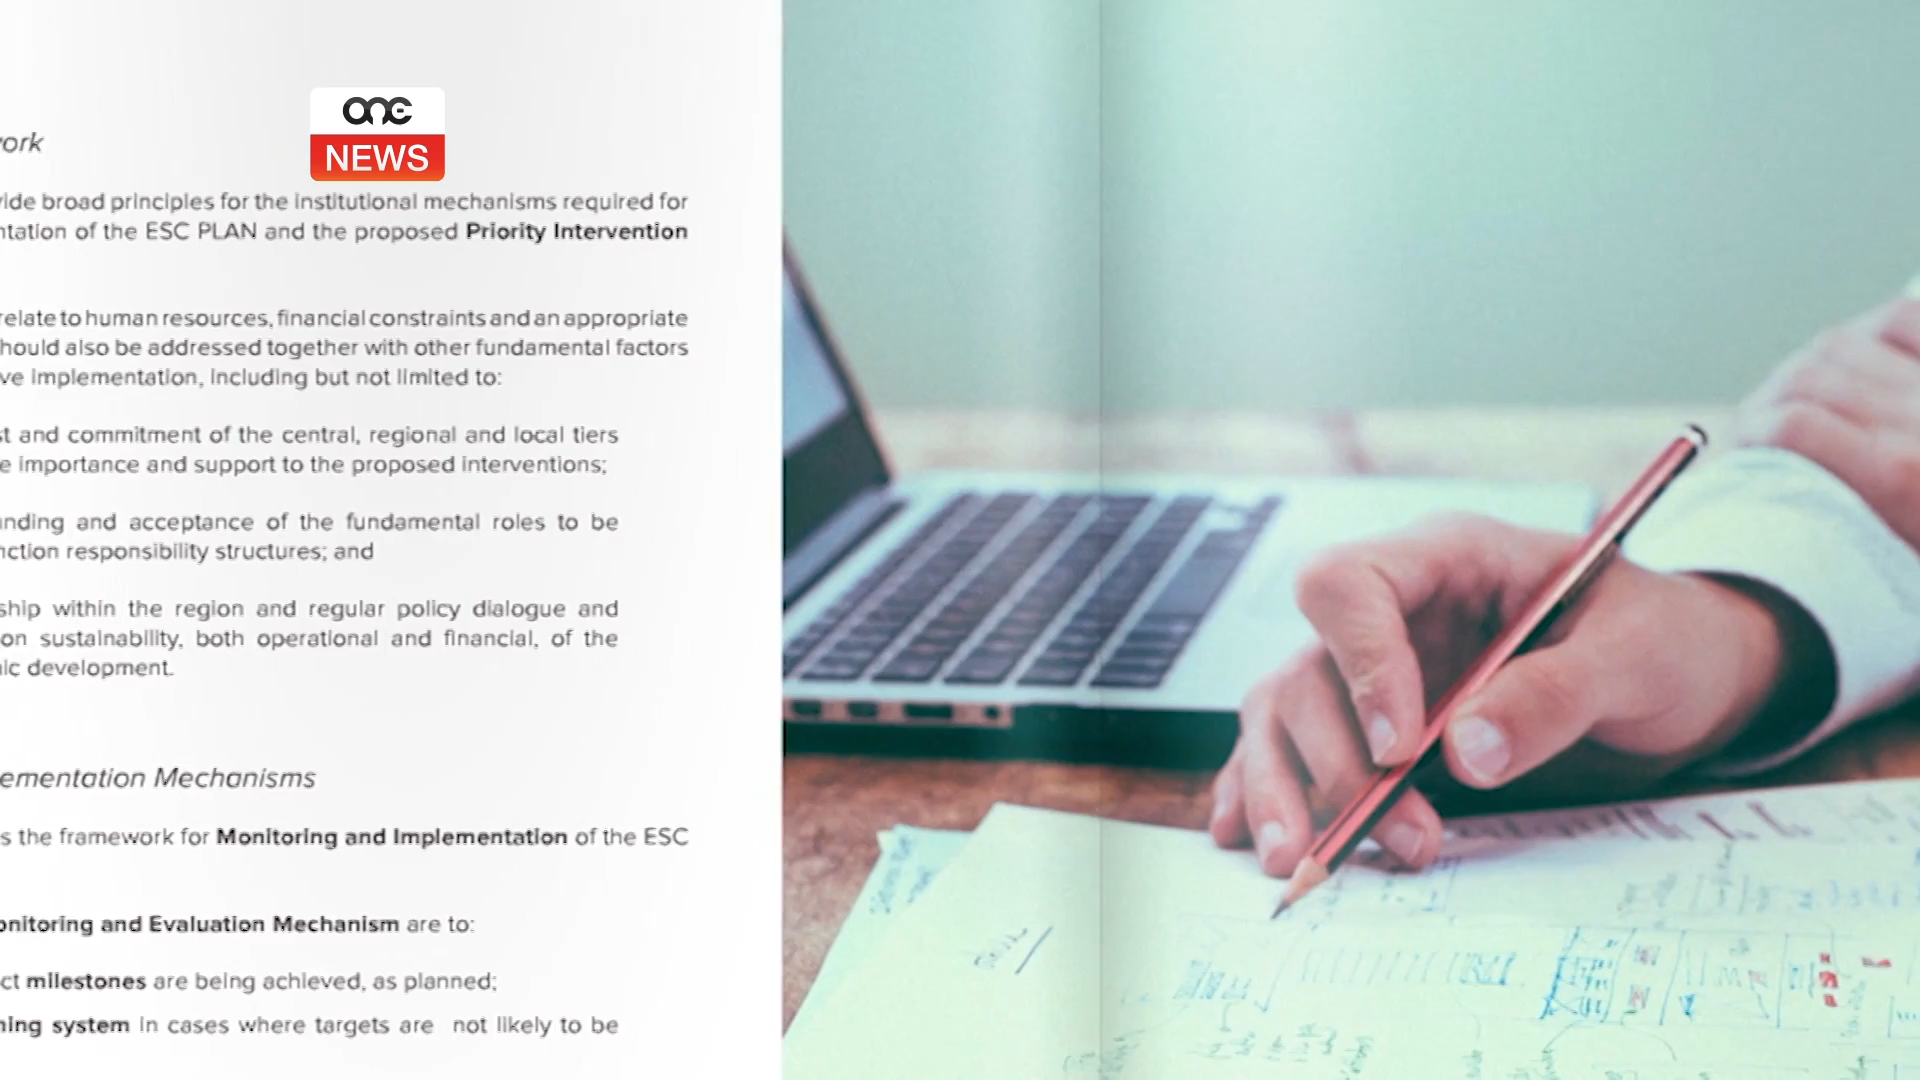 one
NEWS
ork
ide broad principles for the institutional mechanisms required for
ntation of the ESC PLAN and the proposed Priority Intervention
relate to human resources, financial constraints and an appropriate
hould also be addressed together with other fundamental factors
ve implementation, including but not limited to:
st and commitment of the central, regional and local tiers
e importance and support to the proposed interventions;
nding and acceptance of the fundamental roles to be
nction responsibility structures; and
ship within the region and regular policy dialogue and
on sustainability, both operational and financial, of the
ic development.
ementation Mechanisms
s the framework for Monitoring and Implementation of the ESC
onitoring and Evaluation Mechanism are to:
ct milestones are being achieved, as planned;
ning system in cases where targets are not likely to be